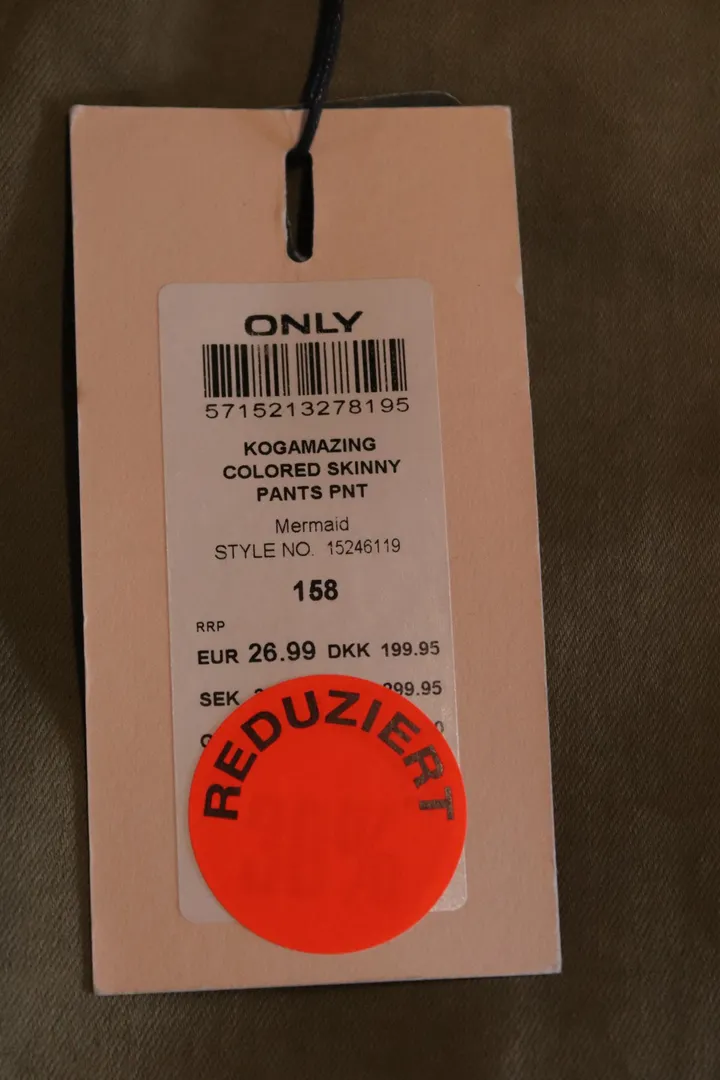 ONLY
5715213278195
KOGAMAZING
COLORED SKINNY
PANTS PNT
Mermaid
STYLE NO. 15246119
158
RRP
EUR 26.99 DKK 199.95
SEK 299.95
REDUZIERT